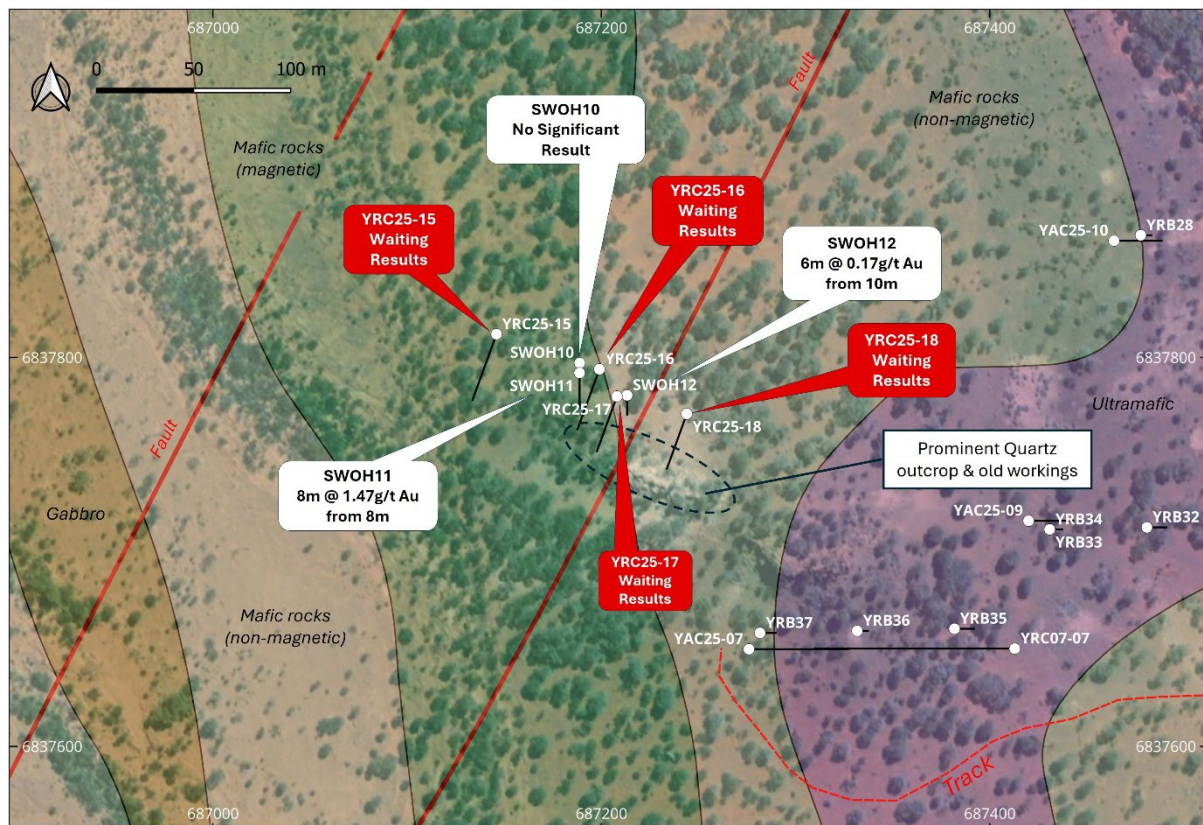 687000
687200
687400
0 50 100 m
Fault
Mafic rocks
(non-magnetic)
SWOH10
No Significant
Result
Mafic rocks
(magnetic)
YRC25-16
Waiting
Results
YRC25-15
Waiting
Results
SWOH12
6m @ 0.17g/t Au
from 10m
YAC25-10
YRB28
YRC25-15
SWOH10
YRC25-16
YRC25-18
Waiting
Results
6837800
6837800
SWOH11
SWOH12
YRC25-17
YRC25-18
Ultramafic
Fault
Prominent Quartz
outcrop & old workings
SWOH11
8m @ 1.47g/t Au
from 8m
Gabbro
YAC25-09
YRB34
YRB33
YRB32
YRC25-17
Waiting
Results
Mafic rocks
(non-magnetic)
YAC25-07
YRB37
YRB36
YRB35
YRC07-07
6837600
6837600
Track
687000
687200
687400